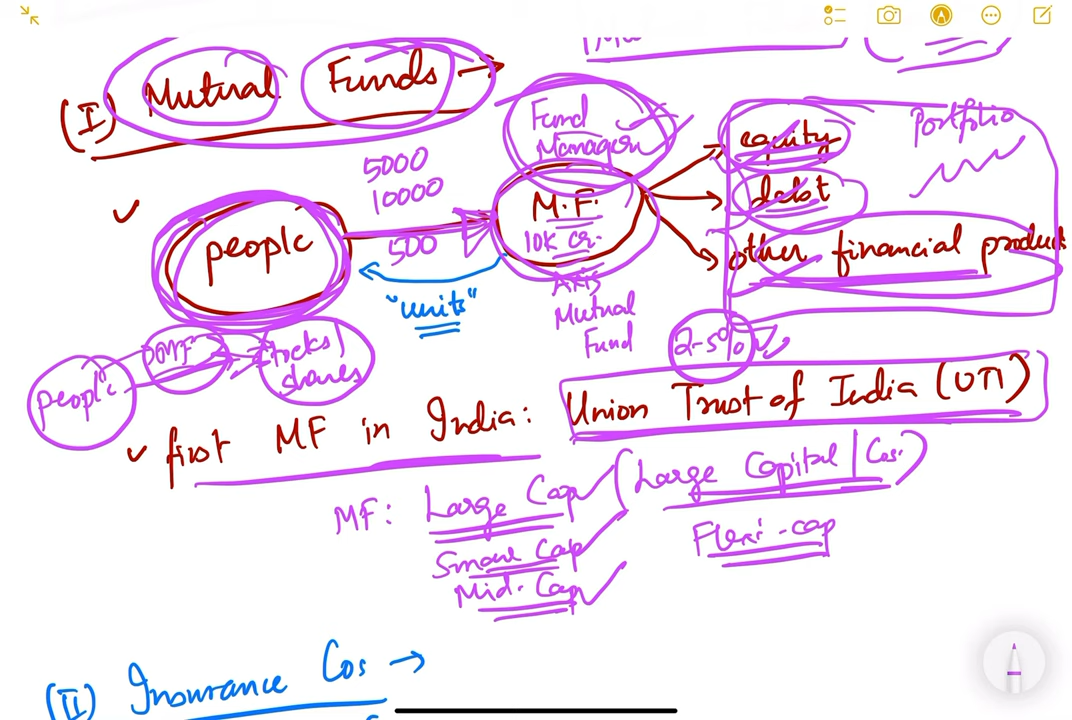 (I) Mutual Funds →
Fund
Manager
Portfolio
5000
10000
500
people
M.F.
10K cr.
equity
debt
other financial products
"units"
Axis
Mutual
Fund
2-5%
people
stocks/
shares
✓ first MF in India: Union Trust of India (UTI)
MF: Large Cap (Large Capital | Cos.)
Small Cap
Flexi-cap
Mid-Cap
(II) Insurance Cos →